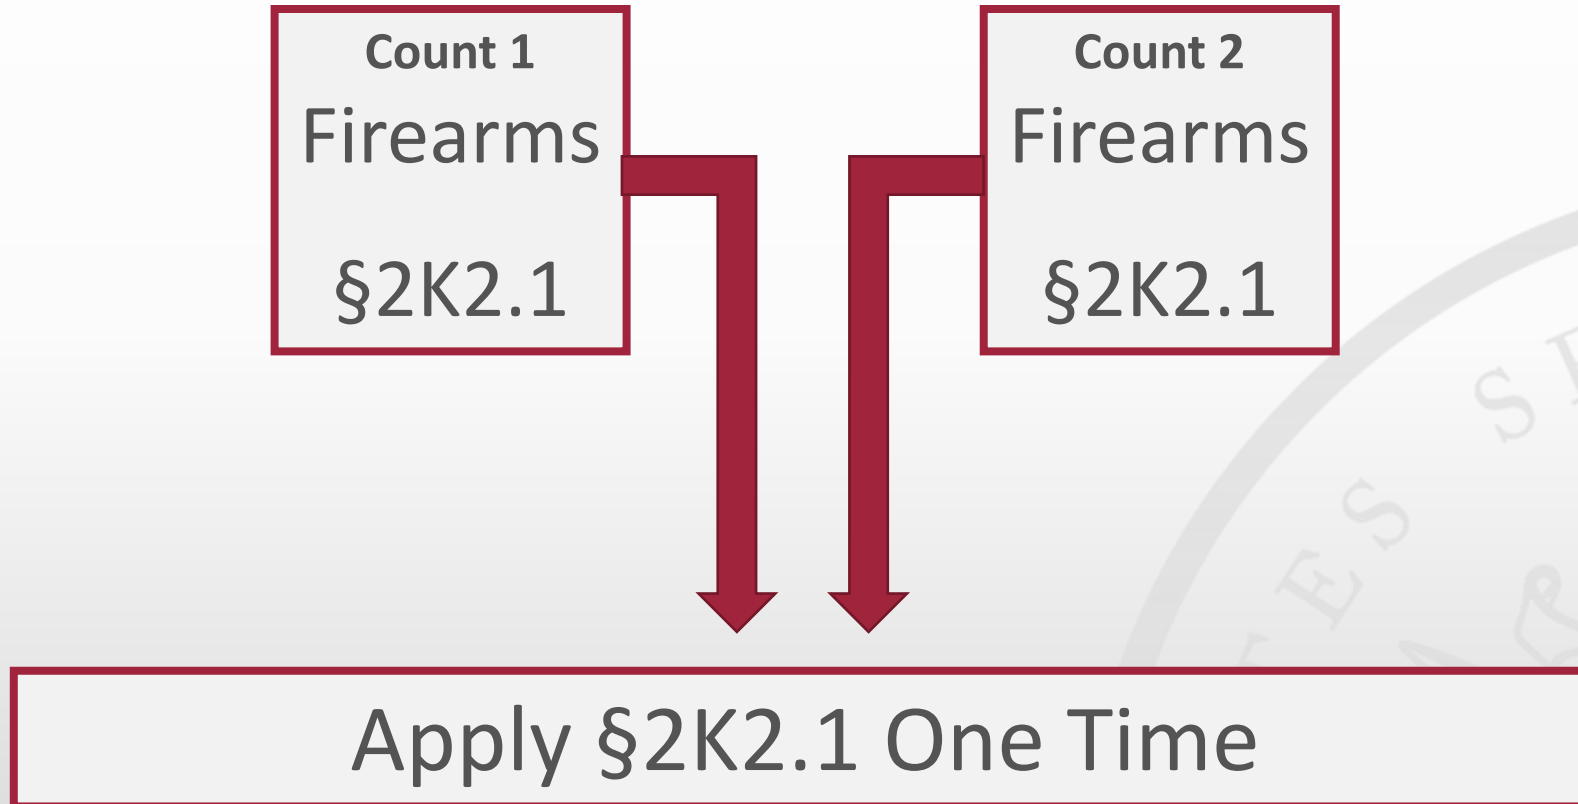 Count 1
Firearms
§2K2.1
Count 2
Firearms
§2K2.1
Apply §2K2.1 One Time